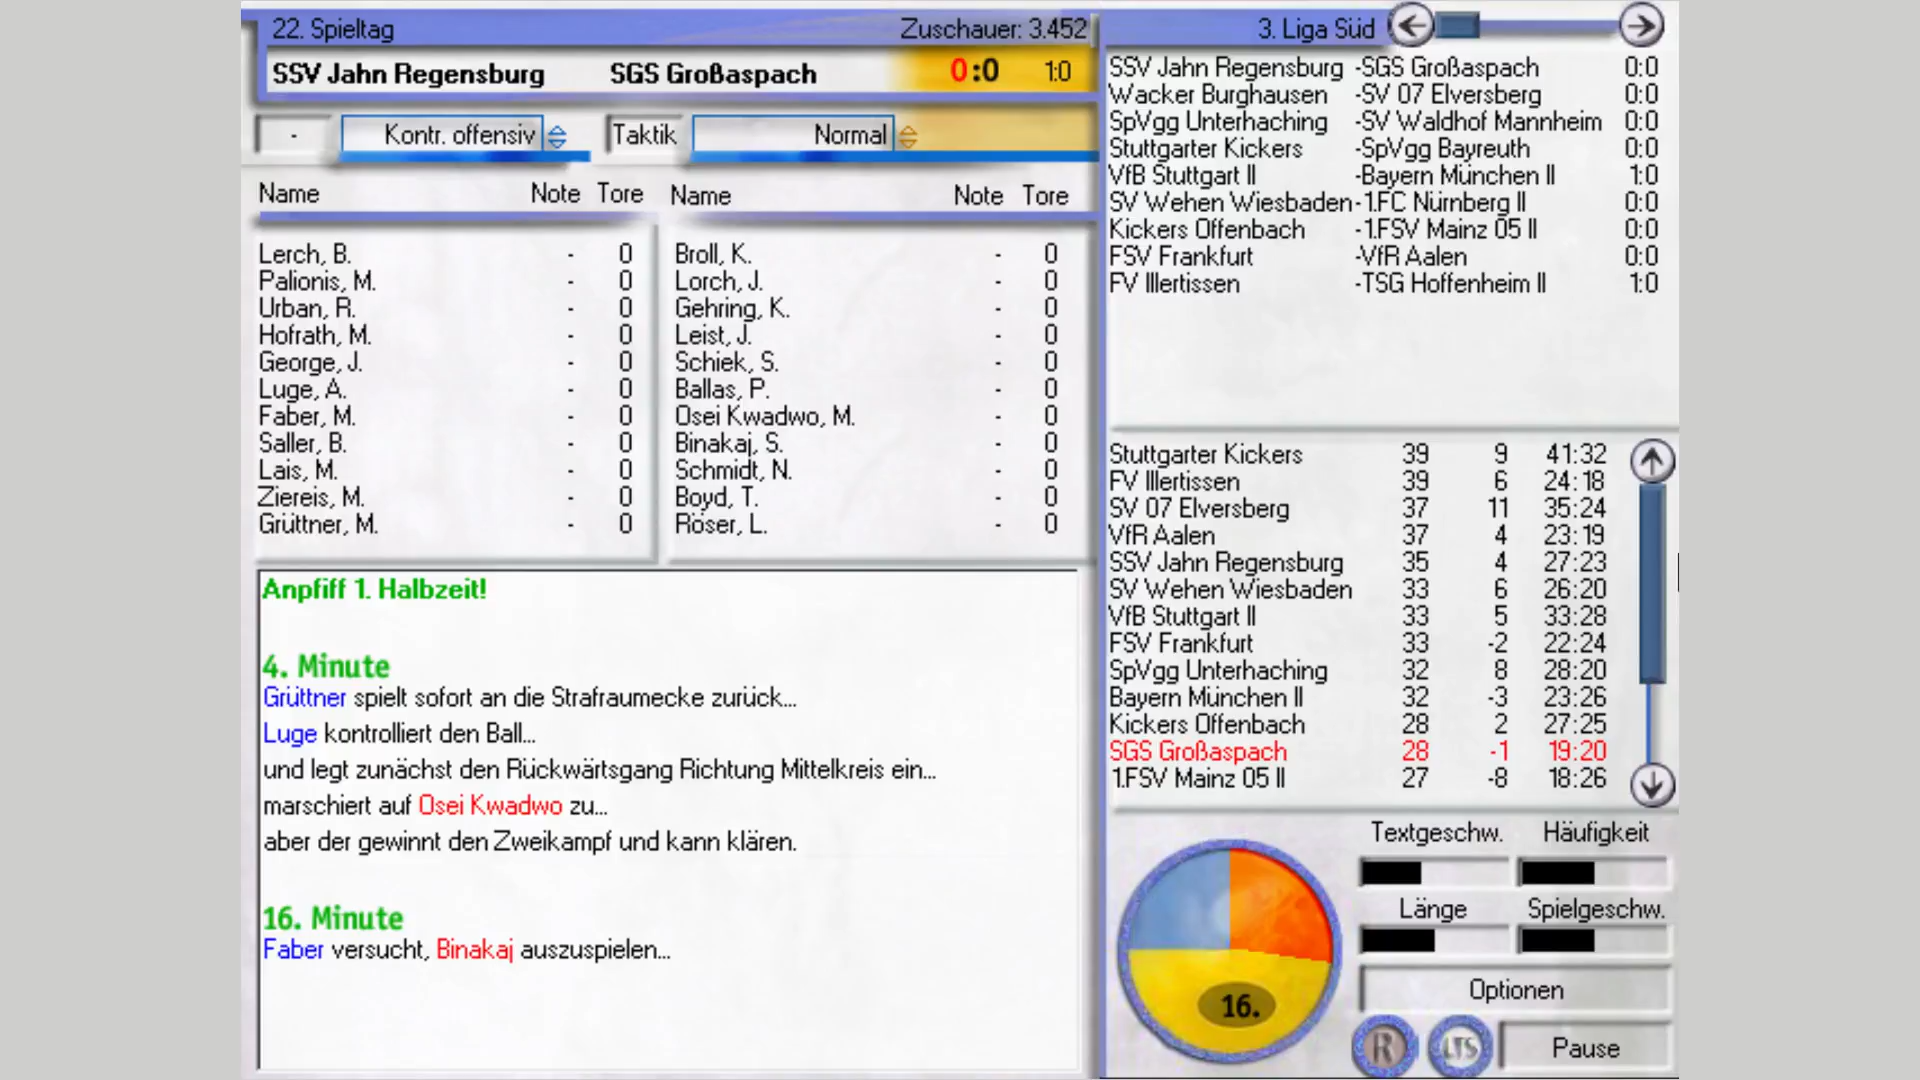 22. Spieltag Zuschauer: 3.452
SSV Jahn Regensburg SGS Großaspach 0:0 1:0
- Kontr. offensiv Taktik Normal
Name Note Tore Name Note Tore
Lerch, B. - 0 Broll, K. - 0
Palionis, M. - 0 Lorch, J. - 0
Urban, R. - 0 Gehring, K. - 0
Hofrath, M. - 0 Leist, J. - 0
George, J. - 0 Schiek, S. - 0
Luge, A. - 0 Ballas, P. - 0
Faber, M. - 0 Osei Kwadwo, M. - 0
Saller, B. - 0 Binakaj, S. - 0
Lais, M. - 0 Schmidt, N. - 0
Ziereis, M. - 0 Boyd, T. - 0
Grüttner, M. - 0 Röser, L. - 0
Anpfiff 1. Halbzeit!
4. Minute
Grüttner spielt sofort an die Strafraumecke zurück...
Luge kontrolliert den Ball...
und legt zunächst den Rückwärtsgang Richtung Mittelkreis ein...
marschiert auf Osei Kwadwo zu...
aber der gewinnt den Zweikampf und kann klären.
16. Minute
Faber versucht, Binakaj auszuspielen...
3. Liga Süd
SSV Jahn Regensburg -SGS Großaspach 0:0
Wacker Burghausen -SV 07 Elversberg 0:0
SpVgg Unterhaching -SV Waldhof Mannheim 0:0
Stuttgarter Kickers -SpVgg Bayreuth 0:0
VfB Stuttgart II -Bayern München II 1:0
SV Wehen Wiesbaden -1.FC Nürnberg II 0:0
Kickers Offenbach -1.FSV Mainz 05 II 0:0
FSV Frankfurt -VfR Aalen 0:0
FV Illertissen -TSG Hoffenheim II 1:0
Stuttgarter Kickers 39 9 41:32
FV Illertissen 39 6 24:18
SV 07 Elversberg 37 11 35:24
VfR Aalen 37 4 23:19
SSV Jahn Regensburg 35 4 27:23
SV Wehen Wiesbaden 33 6 26:20
VfB Stuttgart II 33 5 33:28
FSV Frankfurt 33 -2 22:24
SpVgg Unterhaching 32 8 28:20
Bayern München II 32 -3 23:26
Kickers Offenbach 28 2 27:25
SGS Großaspach 28 -1 19:20
1.FSV Mainz 05 II 27 -8 18:26
Textgeschw. Häufigkeit
Länge Spielgeschw.
16.
Optionen
R LTS Pause